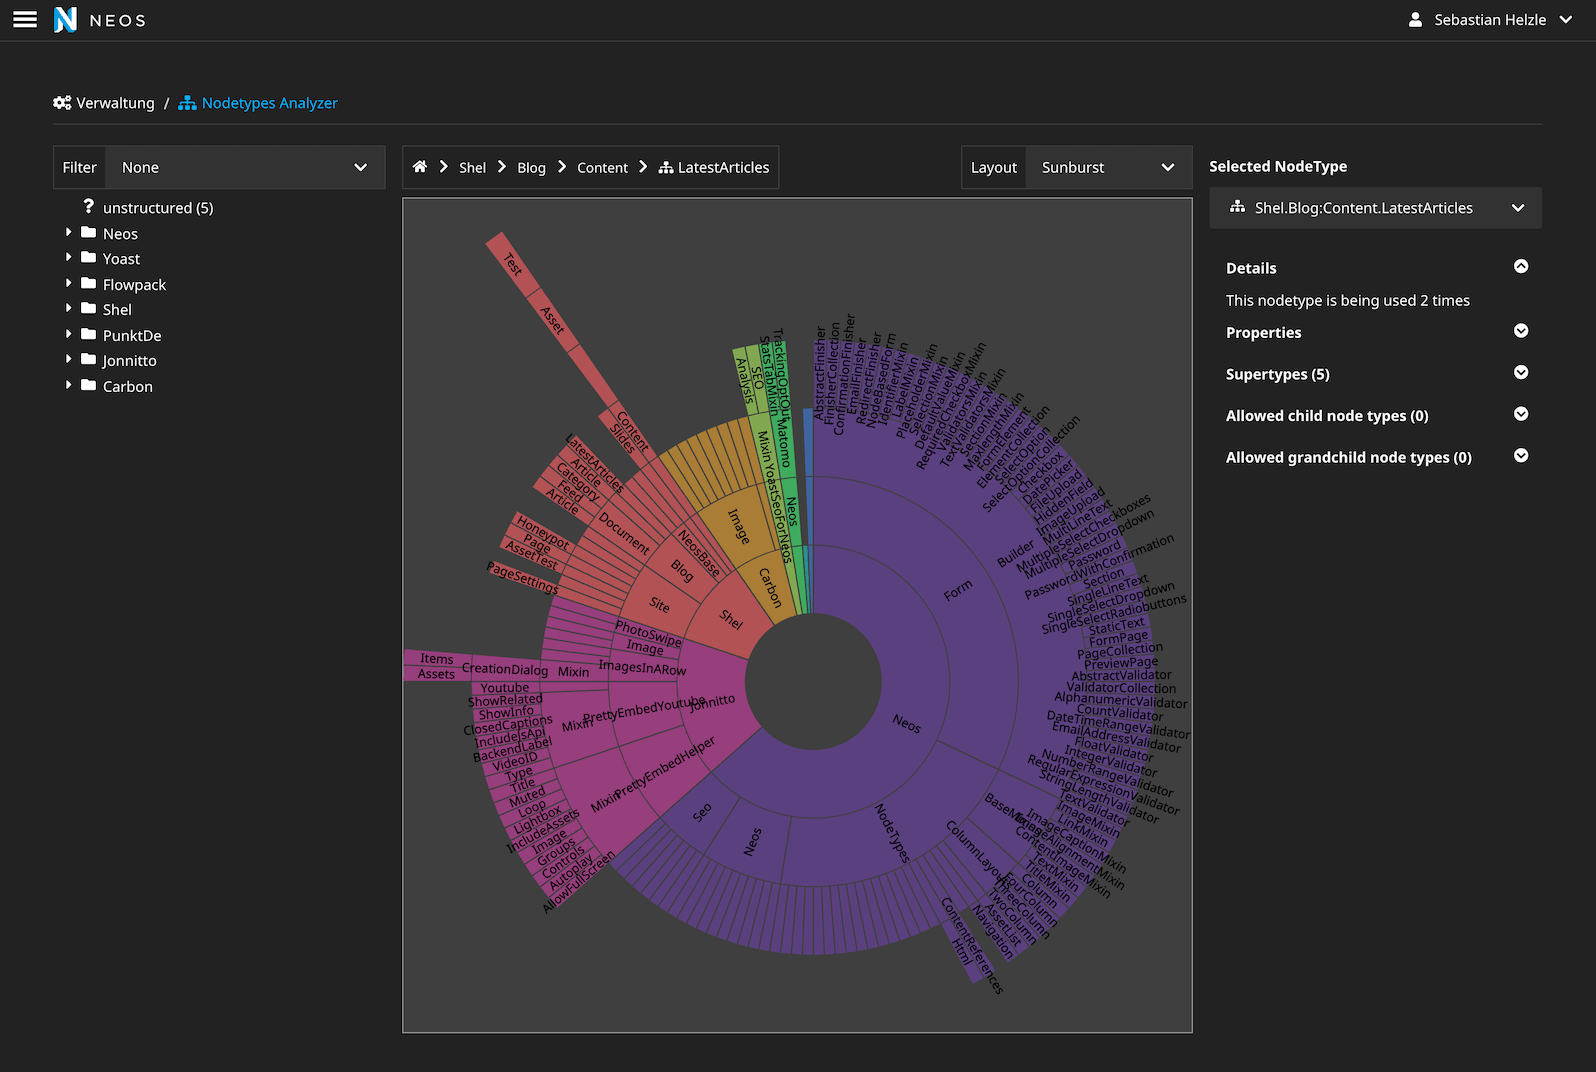 NEOS
Sebastian Helzle
Verwaltung / Nodetypes Analyzer
Filter None
Shel Blog Content LatestArticles
Layout Sunburst
Selected NodeType
Shel.Blog:Content.LatestArticles
unstructured (5)
Neos
Yoast
Flowpack
Shel
PunktDe
Jonnitto
Carbon
Details
This nodetype is being used 2 times
Properties
Supertypes (5)
Allowed child node types (0)
Allowed grandchild node types (0)
Test
Asset
Content
Slides
LatestArticles
Article
Category
Feed
Article
Document
NeosBase
Blog
Site
Shel
Honeypot
Page
AssetTest
PageSettings
Image
Carbon
Analysis
SEO
StatsTabMixin
TrackingOptOut
Mixin
YoastSeoForNeos
Matomo
Neos
PhotoSwipe
Image
ImagesInARow
Items
Assets
CreationDialog
Mixin
Youtube
ShowRelated
ShowInfo
ClosedCaptions
IncludeJsApi
BackendLabel
VideoID
Type
Title
Muted
Loop
Lightbox
IncludeAssets
Image
Groups
Controls
Autoplay
AllowFullScreen
Mixin
PrettyEmbedYoutube
Jonnitto
Mixin
PrettyEmbedHelper
AbstractFinisher
FinisherCollection
ConfirmationFinisher
EmailFinisher
RedirectFinisher
NodeBasedForm
IdentifierMixin
LabelMixin
PlaceholderMixin
SelectionMixin
DefaultValueMixin
RequiredCheckboxMixin
ValidatorsMixin
TextValidatorsMixin
SectionMixin
MaxlengthMixin
FormElement
ElementCollection
SelectOption
SelectOptionCollection
Checkbox
DatePicker
FileUpload
HiddenField
ImageUpload
MultiLineText
MultipleSelectCheckboxes
MultipleSelectDropdown
Password
PasswordWithConfirmation
Section
SingleLineText
SingleSelectDropdown
SingleSelectRadiobuttons
StaticText
FormPage
PageCollection
PreviewPage
AbstractValidator
ValidatorCollection
AlphanumericValidator
CountValidator
DateTimeRangeValidator
EmailAddressValidator
FloatValidator
IntegerValidator
NumberRangeValidator
RegularExpressionValidator
StringLengthValidator
TextValidator
Builder
Form
Neos
ImageMixin
LinkMixin
ImageCaptionMixin
ImageAlignmentMixin
ContentImageMixin
TextMixin
TitleMixin
BaseMixins
Column
FourColumn
ThreeColumn
TwoColumn
ColumnLayouts
AssetList
Navigation
ContentReferences
Html
NodeTypes
Neos
Seo